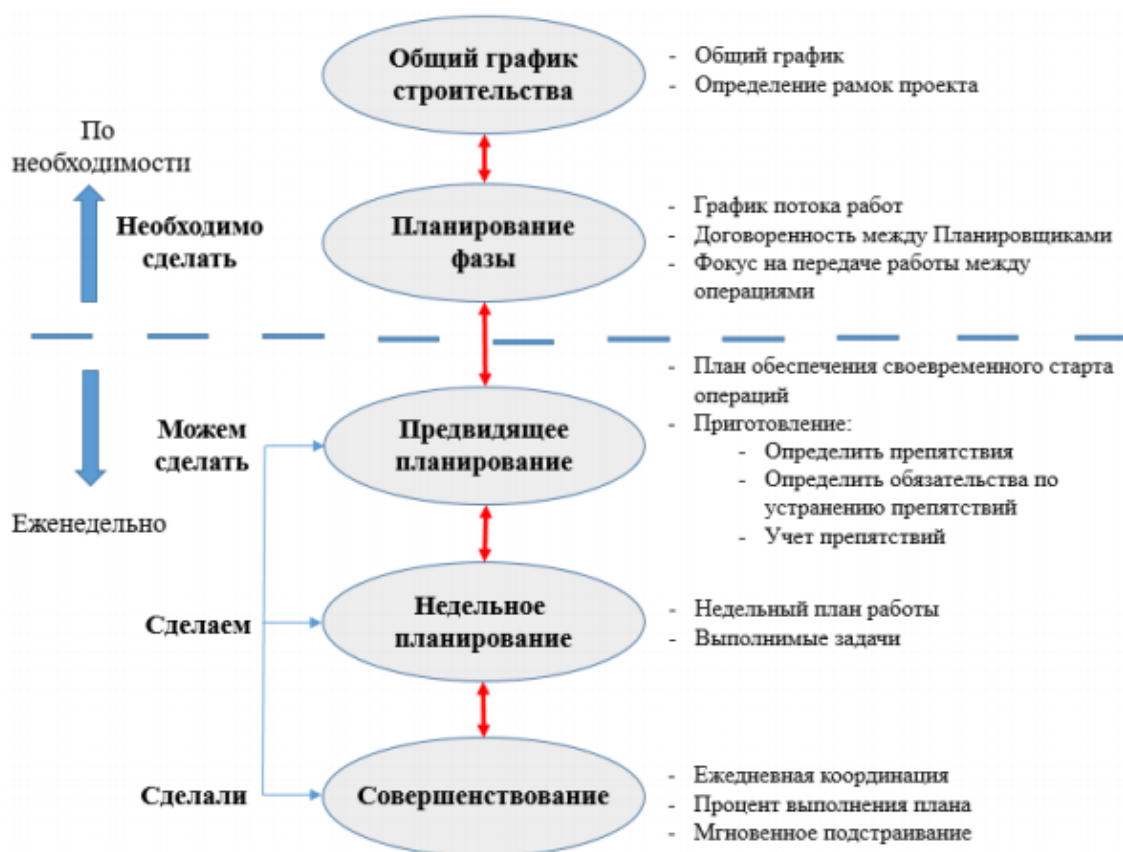 Общий график
строительства
- Общий график
- Определение рамок проекта
По
необходимости
Необходимо
сделать
Планирование
фазы
- График потока работ
- Договоренность между Планировщиками
- Фокус на передаче работы между
операциями
Можем
сделать
Предвидящее
планирование
- План обеспечения своевременного старта
операций
- Приготовление:
- Определить препятствия
- Определить обязательства по
устранению препятствий
- Учет препятствий
Еженедельно
Сделаем
Недельное
планирование
- Недельный план работы
- Выполнимые задачи
Сделали
Совершенствование
- Ежедневная координация
- Процент выполнения плана
- Мгновенное подстраивание